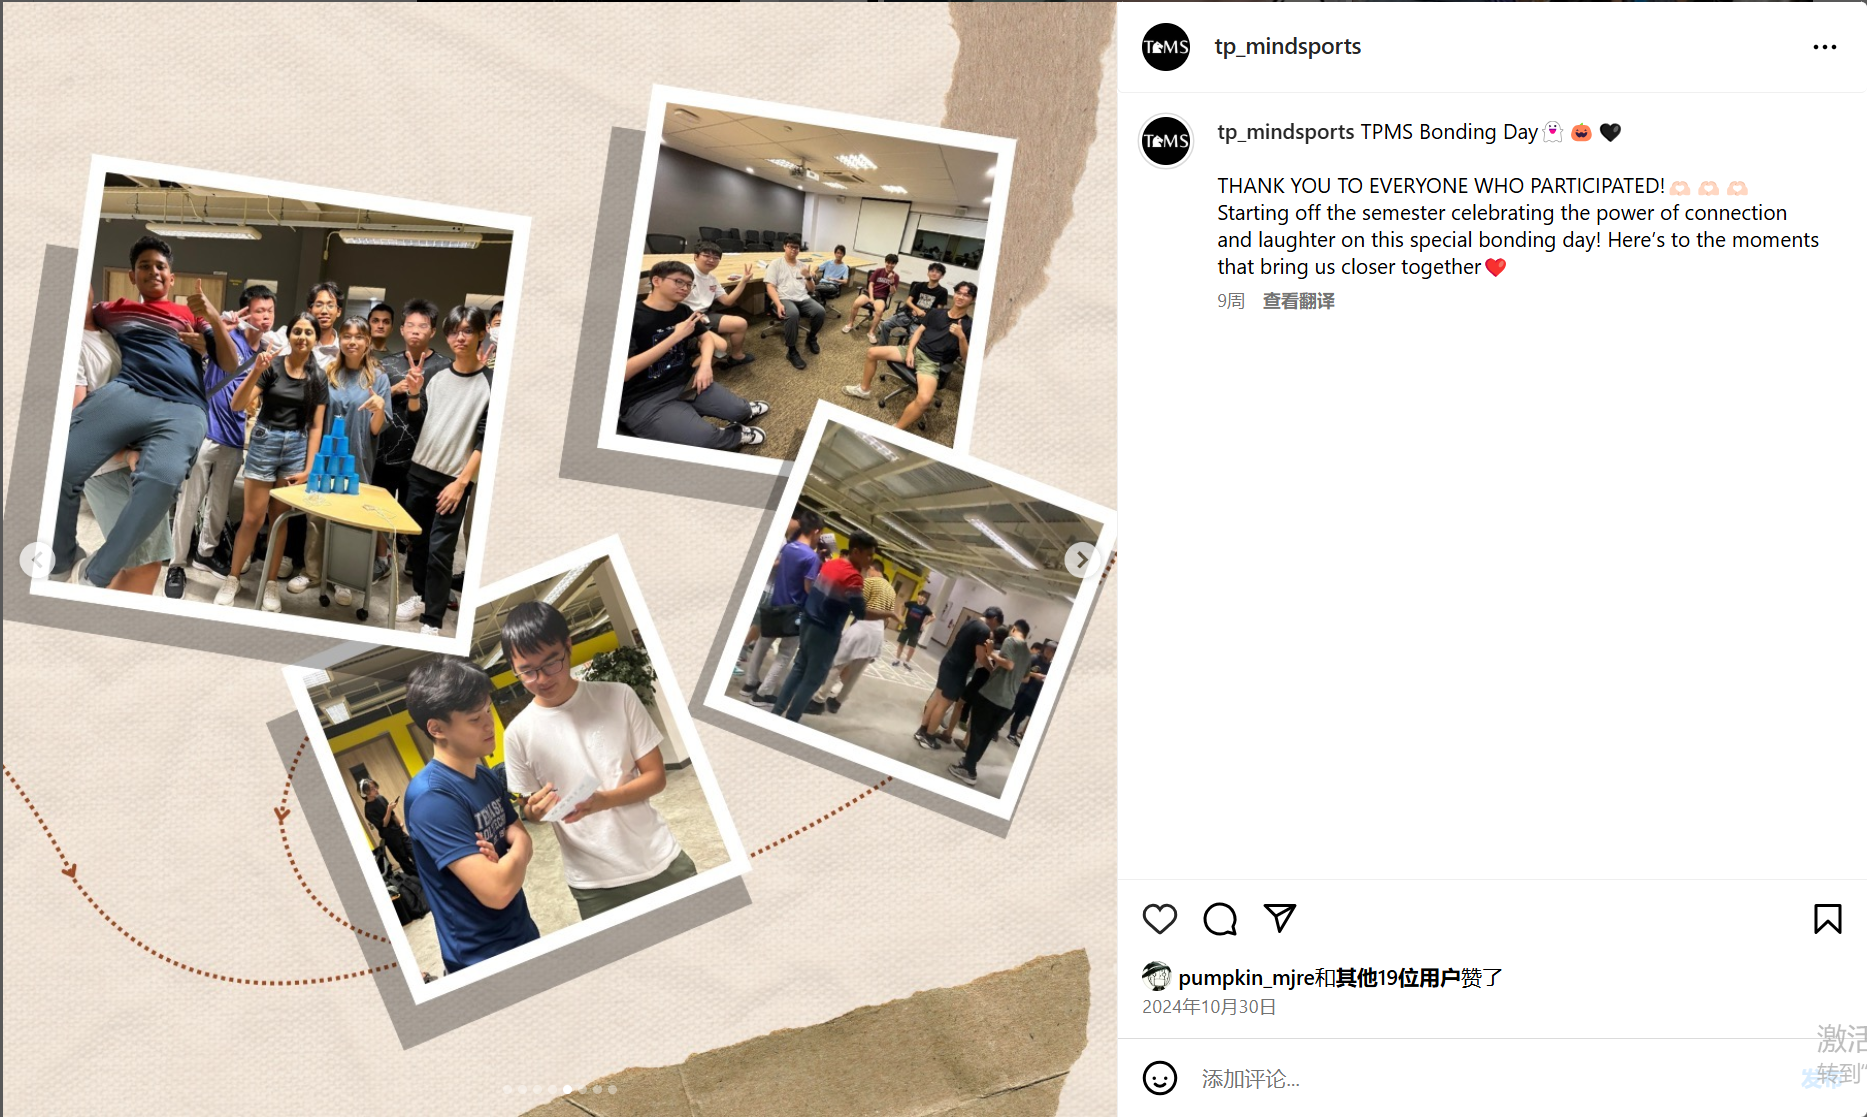 TPMS
tp_mindsports
TPMS
tp_mindsports TPMS Bonding Day👻 🎃 🖤
THANK YOU TO EVERYONE WHO PARTICIPATED!🫶🏻 🫶🏻 🫶🏻
Starting off the semester celebrating the power of connection
and laughter on this special bonding day! Here’s to the moments
that bring us closer together❤️
9周 查看翻译
pumpkin_mjre和其他19位用户赞了
2024年10月30日
添加评论...
发布
激活
转到"